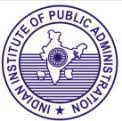 INDIAN INSTITUTE OF PUBLIC ADMINISTRATION